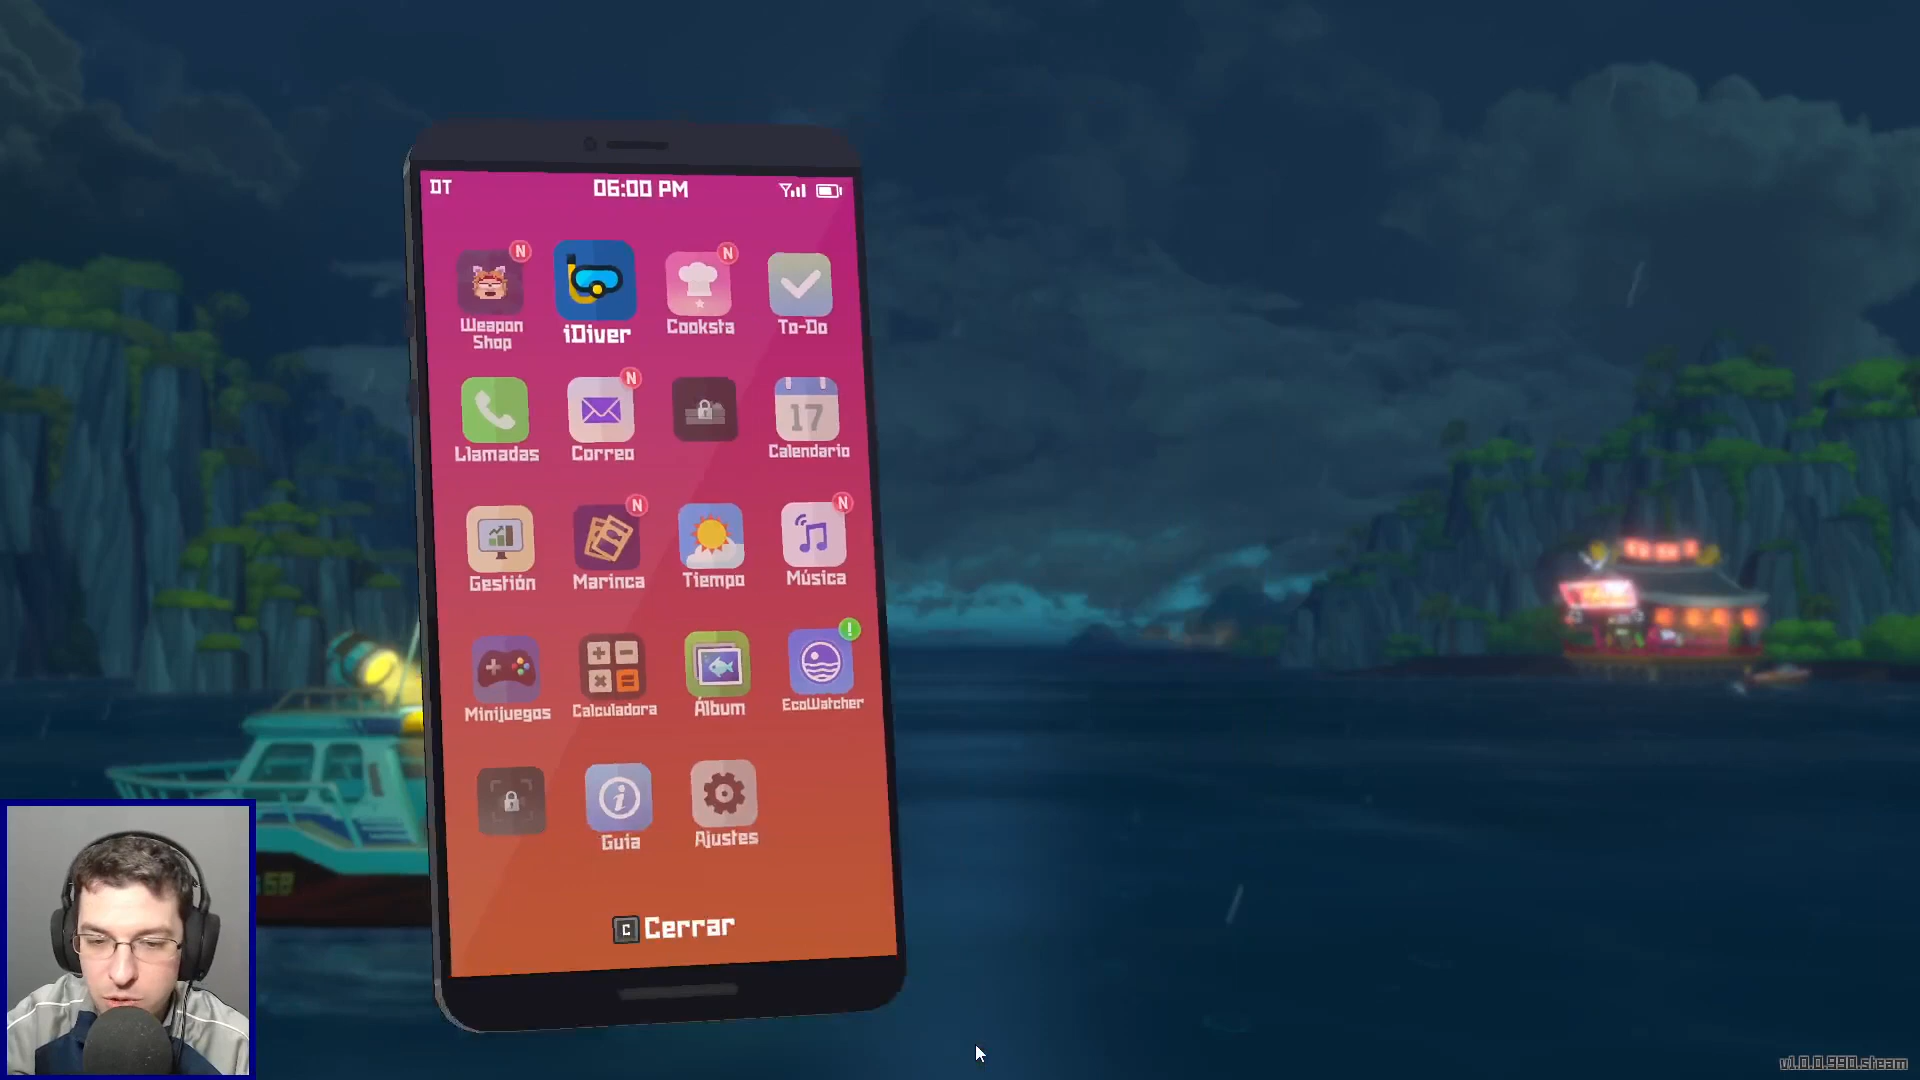 DT
06:00 PM
N
N
Weapon Shop
iDiver
Cooksta
To-Do
N
17
Llamadas
Correo
Calendario
N
N
Gestión
Marinca
Tiempo
Música
!
Minijuegos
Calculadora
Álbum
EcoWatcher
Guía
Ajustes
C Cerrar
v1.0.0.990.steam